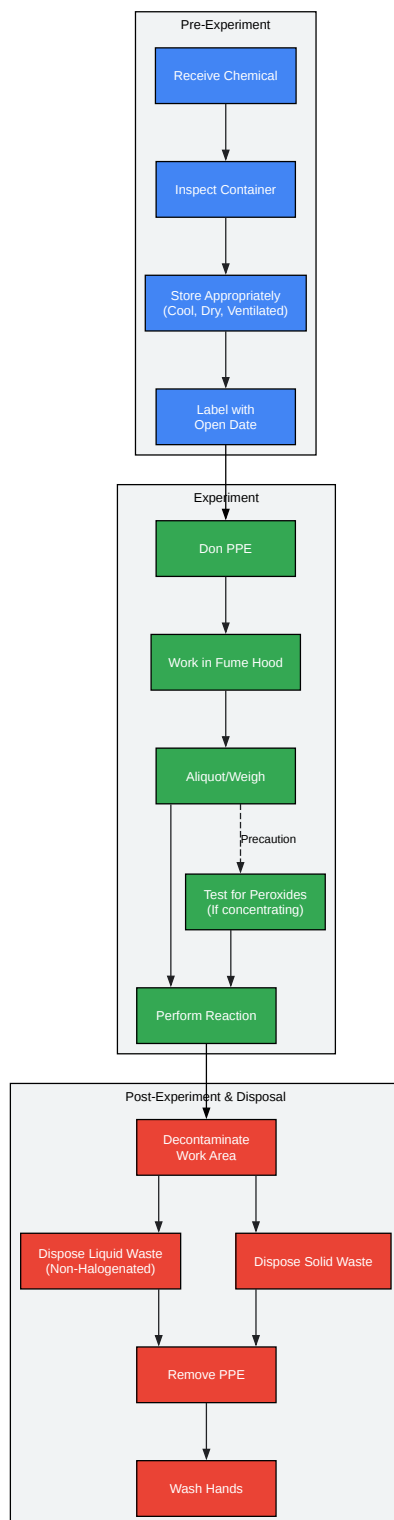 Pre-Experiment
Receive Chemical
Inspect Container
Store Appropriately
(Cool, Dry, Ventilated)
Label with
Open Date
Experiment
Don PPE
Work in Fume Hood
Aliquot/Weigh
Precaution
Test for Peroxides
(If concentrating)
Perform Reaction
Post-Experiment & Disposal
Decontaminate
Work Area
Dispose Liquid Waste
(Non-Halogenated)
Dispose Solid Waste
Remove PPE
Wash Hands